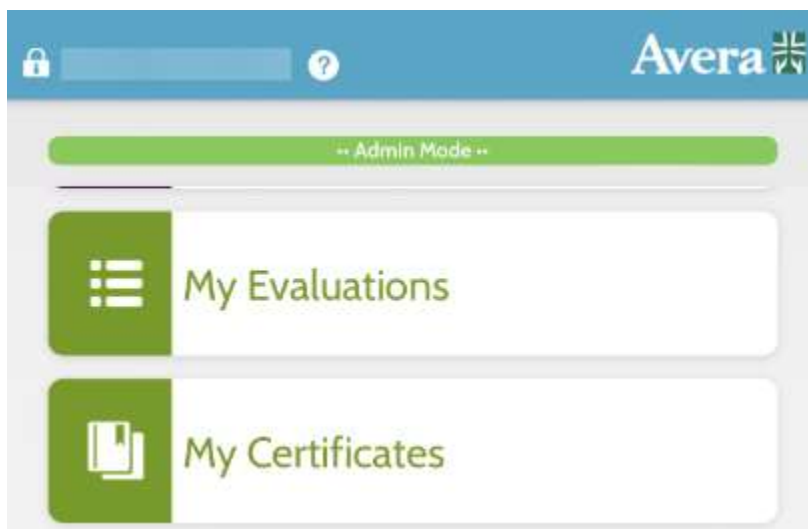 ?
Avera
•• Admin Mode ••
My Evaluations
My Certificates